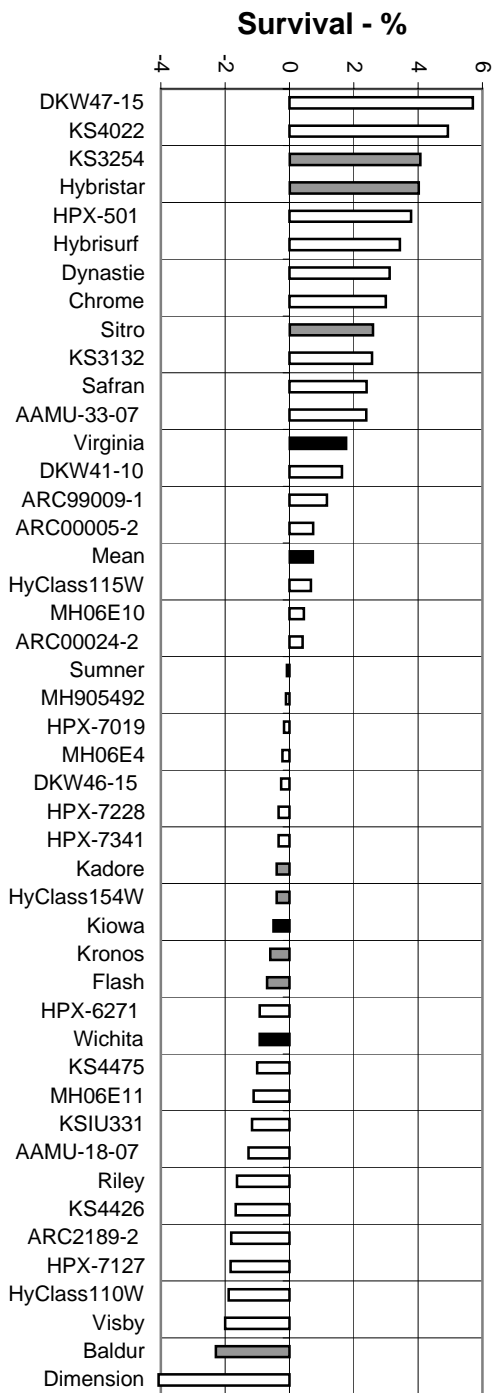 Survival - %
-4 -2 0 2 4 6
DKW47-15
KS4022
KS3254
Hybristar
HPX-501
Hybrisurf
Dynastie
Chrome
Sitro
KS3132
Safran
AAMU-33-07
Virginia
DKW41-10
ARC99009-1
ARC00005-2
Mean
HyClass115W
MH06E10
ARC00024-2
Sumner
MH905492
HPX-7019
MH06E4
DKW46-15
HPX-7228
HPX-7341
Kadore
HyClass154W
Kiowa
Kronos
Flash
HPX-6271
Wichita
KS4475
MH06E11
KSIU331
AAMU-18-07
Riley
KS4426
ARC2189-2
HPX-7127
HyClass110W
Visby
Baldur
Dimension